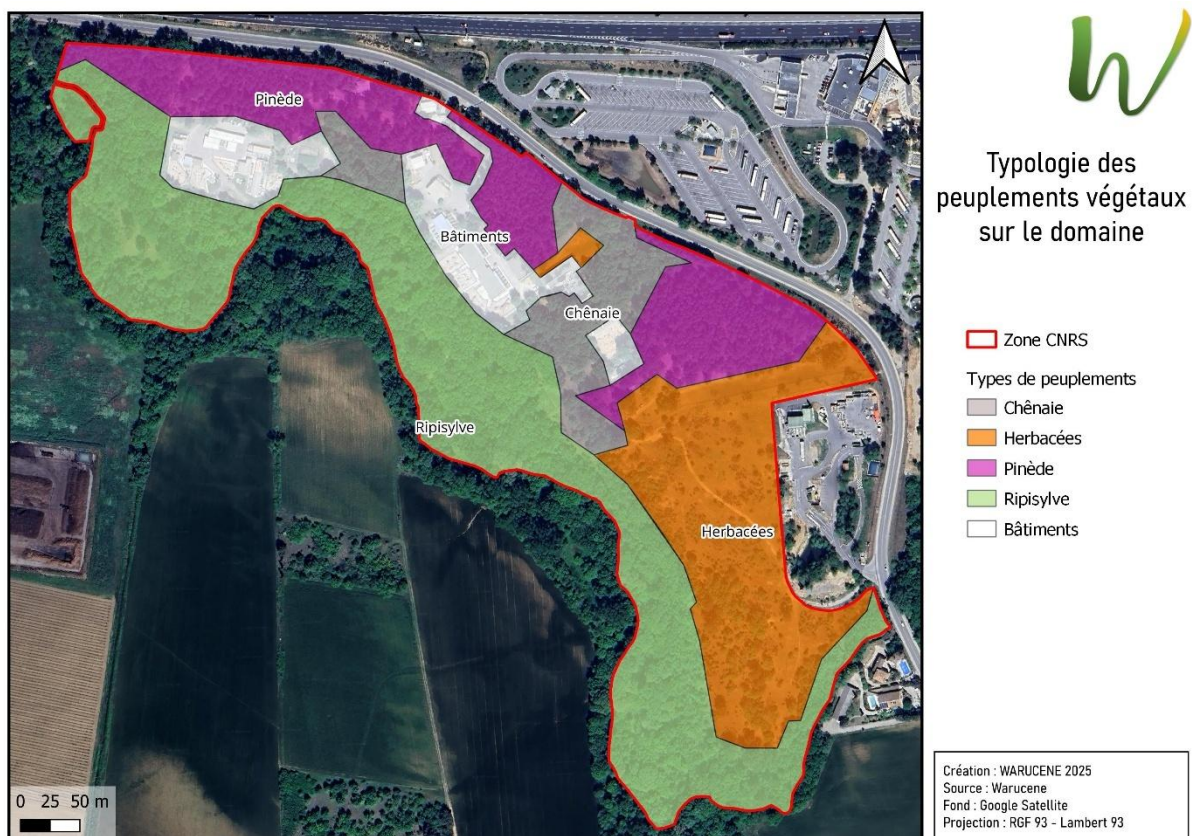 Pinède
Bâtiments
Chênaie
Ripisylve
Herbacées
0 25 50 m
W
Typologie des
peuplements végétaux
sur le domaine
Zone CNRS
Types de peuplements
Chênaie
Herbacées
Pinède
Ripisylve
Bâtiments
Création : WARUCENE 2025
Source : Warucene
Fond : Google Satellite
Projection : RGF 93 - Lambert 93